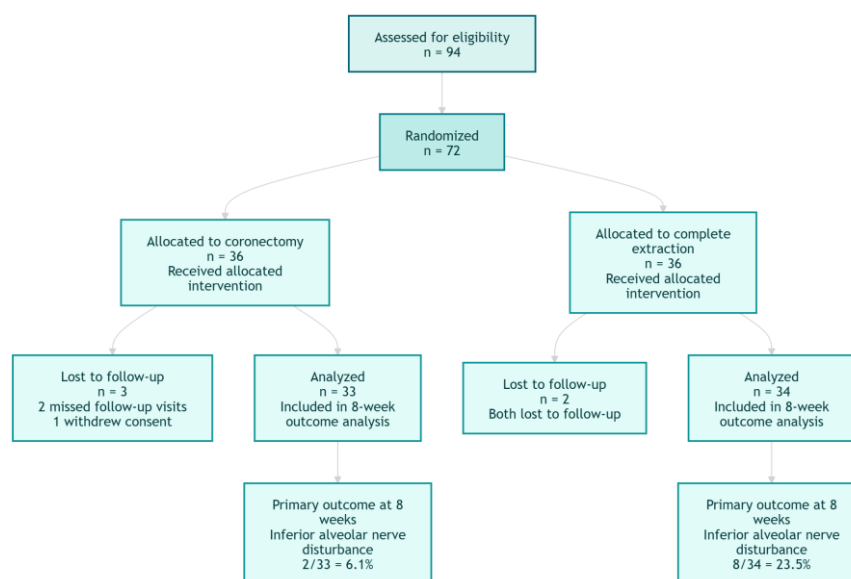 Assessed for eligibility
n = 94
Randomized
n = 72
Allocated to coronectomy
n = 36
Received allocated
intervention
Allocated to complete
extraction
n = 36
Received allocated
intervention
Lost to follow-up
n = 3
2 missed follow-up visits
1 withdrew consent
Analyzed
n = 33
Included in 8-week
outcome analysis
Lost to follow-up
n = 2
Both lost to follow-up
Analyzed
n = 34
Included in 8-week
outcome analysis
Primary outcome at 8
weeks
Inferior alveolar nerve
disturbance
2/33 = 6.1%
Primary outcome at 8
weeks
Inferior alveolar nerve
disturbance
8/34 = 23.5%